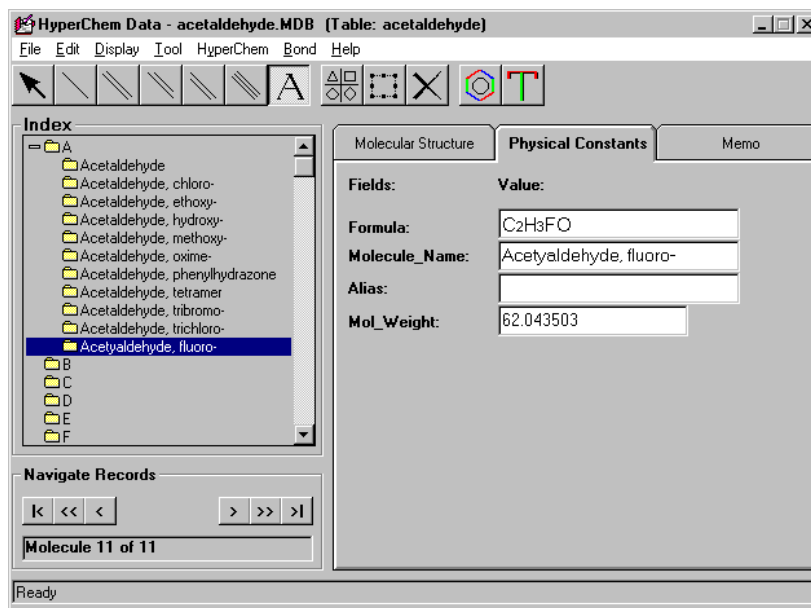 HyperChem Data - acetaldehyde.MDB (Table: acetaldehyde)
File Edit Display Tool HyperChem Bond Help
A
Index
A
Acetaldehyde
Acetaldehyde, chloro-
Acetaldehyde, ethoxy-
Acetaldehyde, hydroxy-
Acetaldehyde, methoxy-
Acetaldehyde, oxime-
Acetaldehyde, phenylhydrazone
Acetaldehyde, tetramer
Acetaldehyde, tribromo-
Acetaldehyde, trichloro-
Acetyaldehyde, fluoro-
B
C
D
E
F
Navigate Records
|< << < > >> >|
Molecule 11 of 11
Molecular Structure Physical Constants Memo
Fields: Value:
Formula: C2H3FO
Molecule_Name: Acetyaldehyde, fluoro-
Alias:
Mol_Weight: 62.043503
Ready